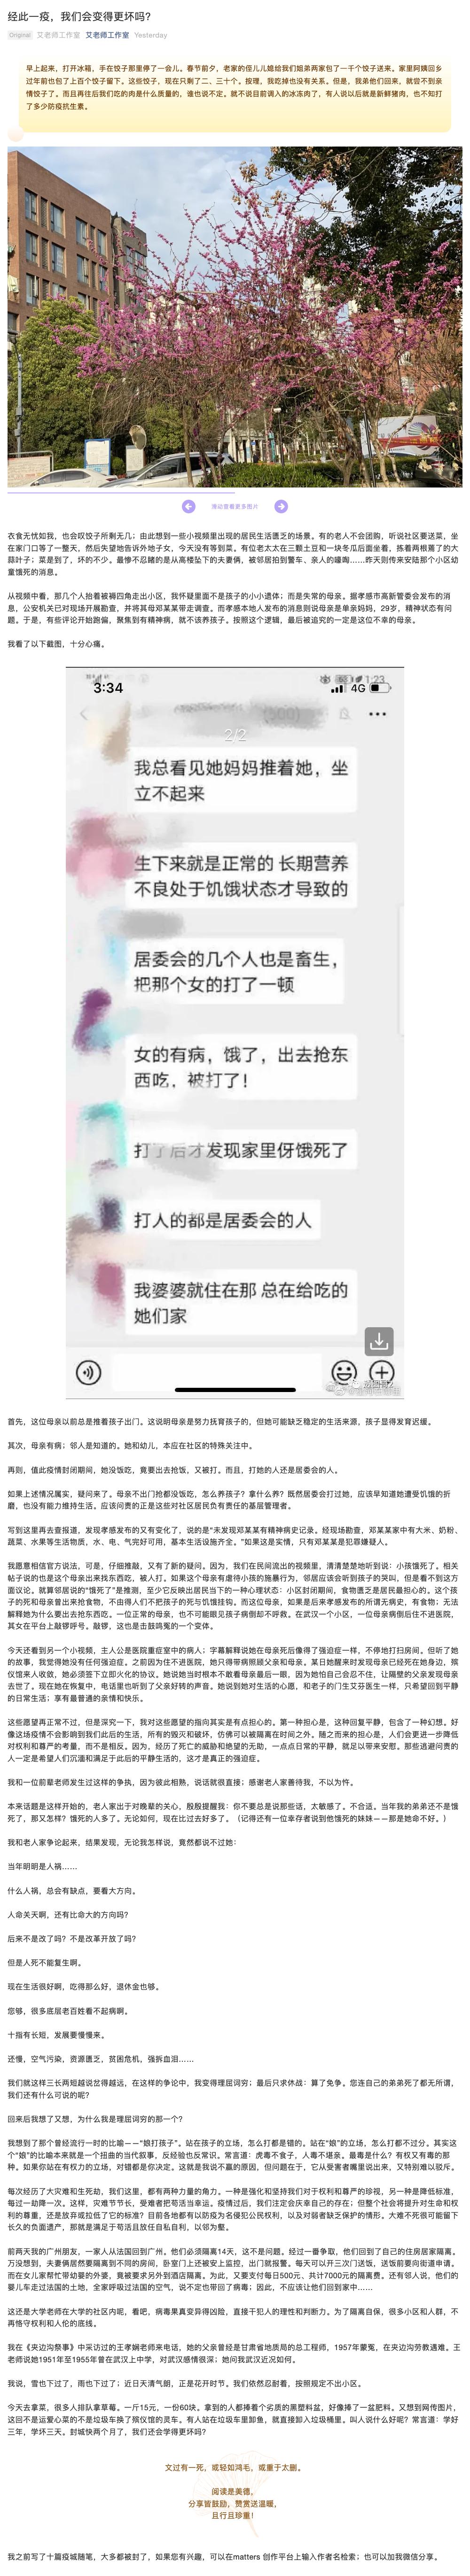 经此一疫，我们会变得更坏吗？
Original 艾老师工作室 艾老师工作室 Yesterday
早上起来，打开冰箱，手在饺子那里停了一会儿。春节前夕，老家的侄儿儿媳给我们姐弟两家包了一千个饺子送来。家里阿姨回乡
过年前也包了上百个饺子留下。这些饺子，现在只剩了二、三十个。按理，我吃掉也没有关系。但是，我弟他们回来，就尝不到亲
情饺子了。而且再往后我们吃的肉是什么质量的，谁也说不定。就不说目前调入的冰冻肉了，有人说以后就是新鲜猪肉，也不知打
了多少防疫抗生素。
滑动查看更多图片
衣食无忧如我，也会叹饺子所剩无几；由此想到一些小视频里出现的居民生活匮乏的场景。有的老人不会团购，听说社区要送菜，坐
在家门口等了一整天，然后失望地告诉外地子女，今天没有等到菜。有位老太太在三颗土豆和一块冬瓜后面坐着，拣着两根蔫了的大
蒜叶子；菜是到了，坏的不少。最惨不忍睹的是从高楼坠下的夫妻俩，被邻居拍到警车、亲人的嚎啕……昨天则传来安陆那个小区幼
童饿死的消息。
从视频中看，那几个人抬着被褥四角走出小区，我怀疑里面不是孩子的小小遗体；而是失常的母亲。据孝感市高新管委会发布的消
息，公安机关已对现场开展勘查，并将其母邓某某带走调查。而孝感本地人发布的消息则说母亲是单亲妈妈，29岁，精神状态有问
题。于是，有些评论开始跑偏，聚焦到有精神病，就不该养孩子。按照这个逻辑，最后被追究的一定是这位不幸的母亲。
我看了以下截图，十分心痛。
3:34
4G
1:23
2/2
我总看见她妈妈推着她，坐
立不起来
生下来就是正常的 长期营养
不良处于饥饿状态才导致的
居委会的几个人也是畜生，
把那个女的打了一顿
女的有病，饿了，出去抢东
西吃，被打了！
打了后才发现家里伢饿死了
打人的都是居委会的人
我婆婆就住在那 总在给吃的
她们家
首先，这位母亲以前总是推着孩子出门。这说明母亲是努力抚育孩子的，但她可能缺乏稳定的生活来源，孩子显得发育迟缓。
其次，母亲有病；邻人是知道的。她和幼儿，本应在社区的特殊关注中。
再则，值此疫情封闭期间，她没饭吃，竟要出去抢饭，又被打。而且，打她的人还是居委会的人。
如果上述情况属实，疑问来了。母亲不出门抢都没饭吃，怎么养孩子？拿什么养？既然居委会打过她，应该早知道她遭受饥饿的折
磨，也没有能力维持生活。应该问责的正是这些对社区居民负有责任的基层管理者。
写到这里再去查报道，发现孝感发布的又有变化了，说的是“未发现邓某某有精神病史记录。经现场勘查，邓某某家中有大米、奶粉、
蔬菜、水果等生活物质，水、电、气完好可用，基本生活设施齐全。”如果这是实情，只有邓某某是犯罪嫌疑人。
我愿意相信官方说法，可是，仔细推敲，又有了新的疑问。因为，我们在民间流出的视频里，清清楚楚地听到说：小孩饿死了。相关
帖子说的也是这个母亲出来找东西吃，被人打。如果这个母亲有虐待小孩的施暴行为，邻居应该会听到孩子的哭叫，但是看不到这方
面议论。就算邻居说的“饿死了”是推测，至少它反映出居民当下的一种心理状态：小区封闭期间，食物匮乏是居民最担心的。这个孩
子的死和母亲曾出来抢食物，不由得人们不把孩子的死与饥饿挂钩。而这位母亲，如果是后来孝感发布的所谓无病史，有食物；无法
解释她为什么要出去抢东西吃。一位正常的母亲，也不可能眼见孩子病倒却不呼救。在武汉一个小区，一位母亲病倒后住不进医院，
其女在平台上敲锣呼号。敲锣，这也是击鼓鸣冤的一个变体。
今天还看到另一个小视频，主人公是医院重症室中的病人；字幕解释说她在母亲死后像得了强迫症一样，不停地打扫房间。但听了她
的故事，我觉得她没有任何强迫症。之前因为住不进医院，她只得带病照顾父亲和母亲。某日她醒来时发现母亲已经死在她身边，殡
仪馆来人收敛，她必须签下立即火化的协议。她说她当时根本不敢看母亲最后一眼，因为她怕自己会忍不住，让隔壁的父亲发现母亲
去世了。现在她在恢复中，电话里也听到了父亲好转的声音。她说到她对生活的心愿，和老子的门生艾芬医生一样，只希望回到平静
的日常生活；享有最普通的亲情和快乐。
这些愿望再正常不过，但是深究一下，我对这些愿望的指向其实是有点担心的。第一种担心是，这种回复平静，包含了一种幻想。好
像这场疫情不会影响到我们此后的生活，所有的毁灭和破坏，仿佛可以被隔离在时间之外。随之而来的担心是，人们会更进一步降低
对权利和尊严的考量，而不是相反。因为，经历了死亡的威胁和绝望的无助，一点点日常的平静，就足以带来安慰。那些逃避问责的
人一定是希望人们沉湎和满足于此后的平静生活的，这才是真正的强迫症。
我和一位前辈老师发生过这样的争执，因为彼此相熟，说话就很直接；感谢老人家善待我，不以为忤。
本来话题是这样开始的，老人家出于对晚辈的关心，殷殷提醒我：你不要总是说那些话，太敏感了。不合适。当年我的弟弟还不是饿
死了，那又怎样？饿死的人多了。无论如何，现在比过去好多了。（记得还有一位幸存者说到他饿死的妹妹——那是她命不好。）
我和老人家争论起来，结果发现，无论我怎样说，竟然都说不过她：
当年明明是人祸……
什么人祸，总会有缺点，要看大方向。
人命关天啊，还有比命大的方向吗？
后来不是改了吗？不是改革开放了吗？
但是人死不能复生啊。
现在生活很好啊，吃得那么好，退休金也够。
您够，很多底层老百姓看不起病啊。
十指有长短，发展要慢慢来。
还慢，空气污染，资源匮乏，贫困危机，强拆血泪……
我们就这样三长两短越说岔得越远，在这样的争论中，我变得理屈词穷；最后只求休战：算了免争。您连自己的弟弟死了都无所谓，
我们还有什么可说的呢？
回来后我想了又想，为什么我是理屈词穷的那一个？
我想到了那个曾经流行一时的比喻——“娘打孩子”。站在孩子的立场，怎么打都是错的。站在“娘”的立场，怎么打都不过分。其实这
个“娘”的比喻本来就是一个扭曲的当代叙事，反经验也反常识。常言道：虎毒不食子，人毒不堪亲。最毒是什么？有权又有毒的那
种。如果你站在有权力的立场，对错都是你决定。这就是我说不赢的原因，但问题在于，它从受害者嘴里说出来，又特别难以驳斥。
每次经历了大灾难和生死劫，我们这里，都有两种力量的角力。一种是强化和坚持我们对于权利和尊严的珍视，另一种是降低标准，
每过一劫降一次。这样，灾难节节长，受难者把苟活当幸运。疫情过后，我们注定会庆幸自己的存在；但整个社会将提升对生命和权
利的尊重，还是放弃或拉低了它的标准？目前各地都有以防疫为名侵犯公民权利，以及对弱者缺乏保护的情形。大难不死很可能留下
长久的负面遗产，那就是满足于苟活且放任自私自利，以邻为壑。
前两天我的广州朋友，一家人从法国回到广州。他们必须隔离14天，这不是问题。经过一番争取，他们回到了自己的住房居家隔离。
万没想到，夫妻俩居然要隔离到不同的房间，卧室门上还被安上监控，出门就报警。每天可以开三次门送饭，送饭前要向街道申请。
而在女儿家帮忙带幼婴的外婆，竟被要求另外到酒店隔离。为此，又要支付每日500元、共计7000元的隔离费。还有邻人说，他们的
婴儿车走过法国的土地，全家呼吸过法国的空气，说不定也带回了病毒；因此，不应该让他们回到家中……
这还是大学老师在大学的社区内呢，看吧，病毒果真变异得凶险，直接干犯人的理性和判断力。为了隔离自保，很多小区和人群，不
再恪守权利和人伦的底线。
我在《夹边沟祭事》中采访过的王孝娴老师来电话，她的父亲曾经是甘肃省地质局的总工程师，1957年蒙冤，在夹边沟劳教遇难。王
老师说她1951年至1955年曾在武汉上中学，对武汉感情很深；她问我武汉近况如何。
我说，雪也下过了，雨也下过了；近日天清气朗，正是花开时节。我们依然忍耐着，按照规定不出小区。
今天去拿菜，很多人排队拿草莓。一斤15元，一份60块。拿到的人都捧着个劣质的黑塑料盆，好像捧了一盆肥料。又想到网传图片，
这回不是运爱心菜的不是垃圾车换了殡仪馆的灵车。有人站在垃圾车里卸鱼，就直接卸入垃圾桶里。叫人说什么好呢？常言道：学好
三年，学坏三天。封城快两个月了，我们还会学得更坏吗？
文过有一死，或轻如鸿毛，或重于太删。
阅读是美德，
分享皆鼓励，赞赏送温暖，
且行且珍重！
我之前写了十篇疫城随笔，大多都被封了，如果您有兴趣，可以在matters 创作平台上输入作者名检索；也可以加我微信分享。